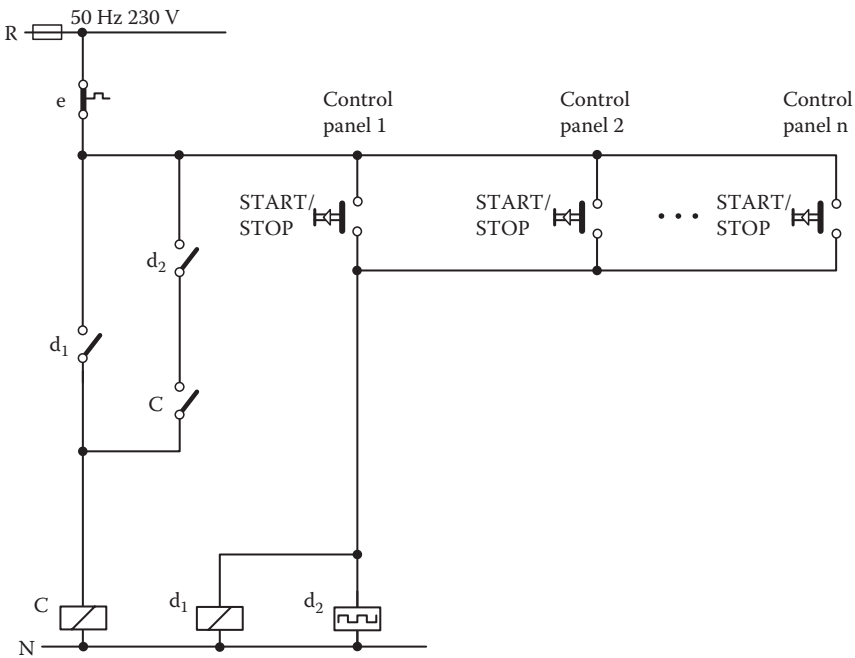 50 Hz 230 V
R
e
Control
panel 1
Control
panel 2
Control
panel n
START/
STOP
START/
STOP
• • •
START/
STOP
d₂
d₁
C
C
d₁
d₂
N